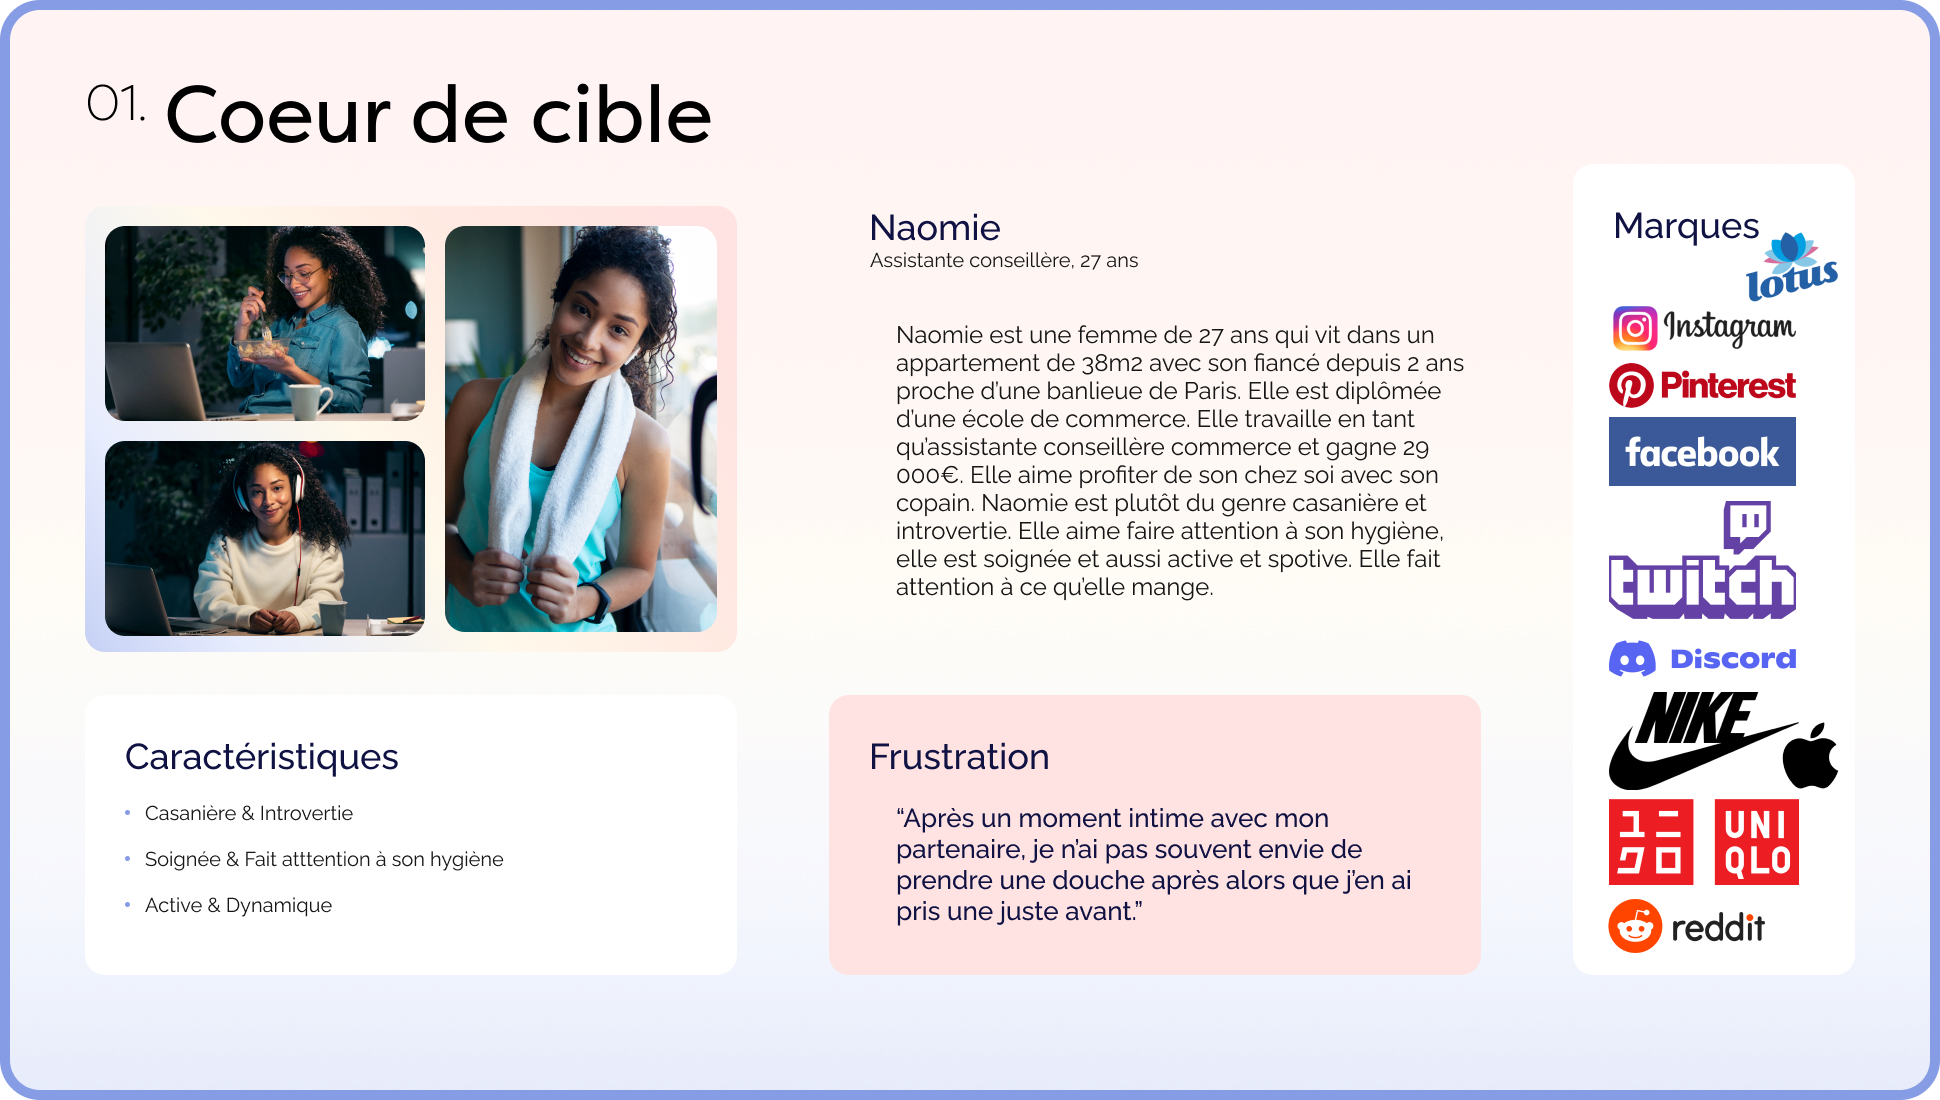 01. Coeur de cible
Naomie
Assistante conseillère, 27 ans
Naomie est une femme de 27 ans qui vit dans un
appartement de 38m2 avec son fiancé depuis 2 ans
proche d'une banlieue de Paris. Elle est diplômée
d'une école de commerce. Elle travaille en tant
qu'assistante conseillère commerce et gagne 29
000€. Elle aime profiter de son chez soi avec son
copain. Naomie est plutôt du genre casanière et
introvertie. Elle aime faire attention à son hygiène,
elle est soignée et aussi active et spotive. Elle fait
attention à ce qu'elle mange.
Caractéristiques
• Casanière & Introvertie
• Soignée & Fait atttention à son hygiène
• Active & Dynamique
Frustration
“Après un moment intime avec mon
partenaire, je n'ai pas souvent envie de
prendre une douche après alors que j'en ai
pris une juste avant.”
Marques
lotus
Instagram
Pinterest
facebook
twitch
Discord
NIKE
ユニ UNI
クロ QLO
reddit